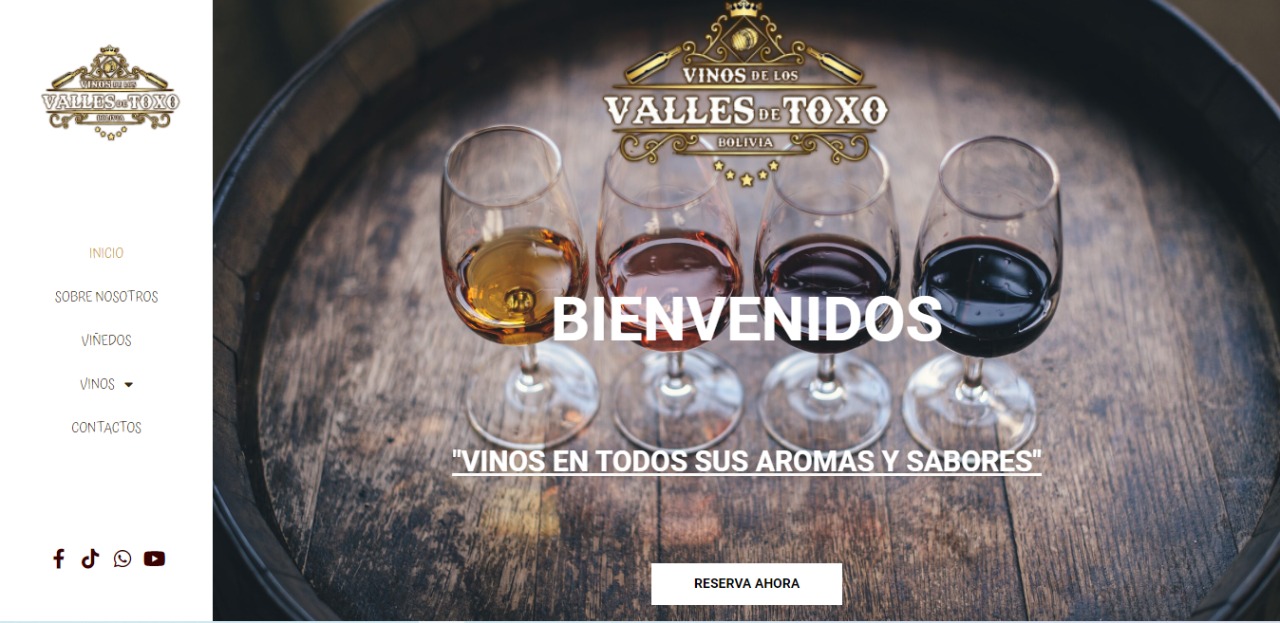 VINOS DE LOS
VALLES DE TOXO
BOLIVIA
INICIO
SOBRE NOSOTROS
VIÑEDOS
VINOS
CONTACTOS
VINOS DE LOS
VALLES DE TOXO
BOLIVIA
BIENVENIDOS
"VINOS EN TODOS SUS AROMAS Y SABORES"
RESERVA AHORA